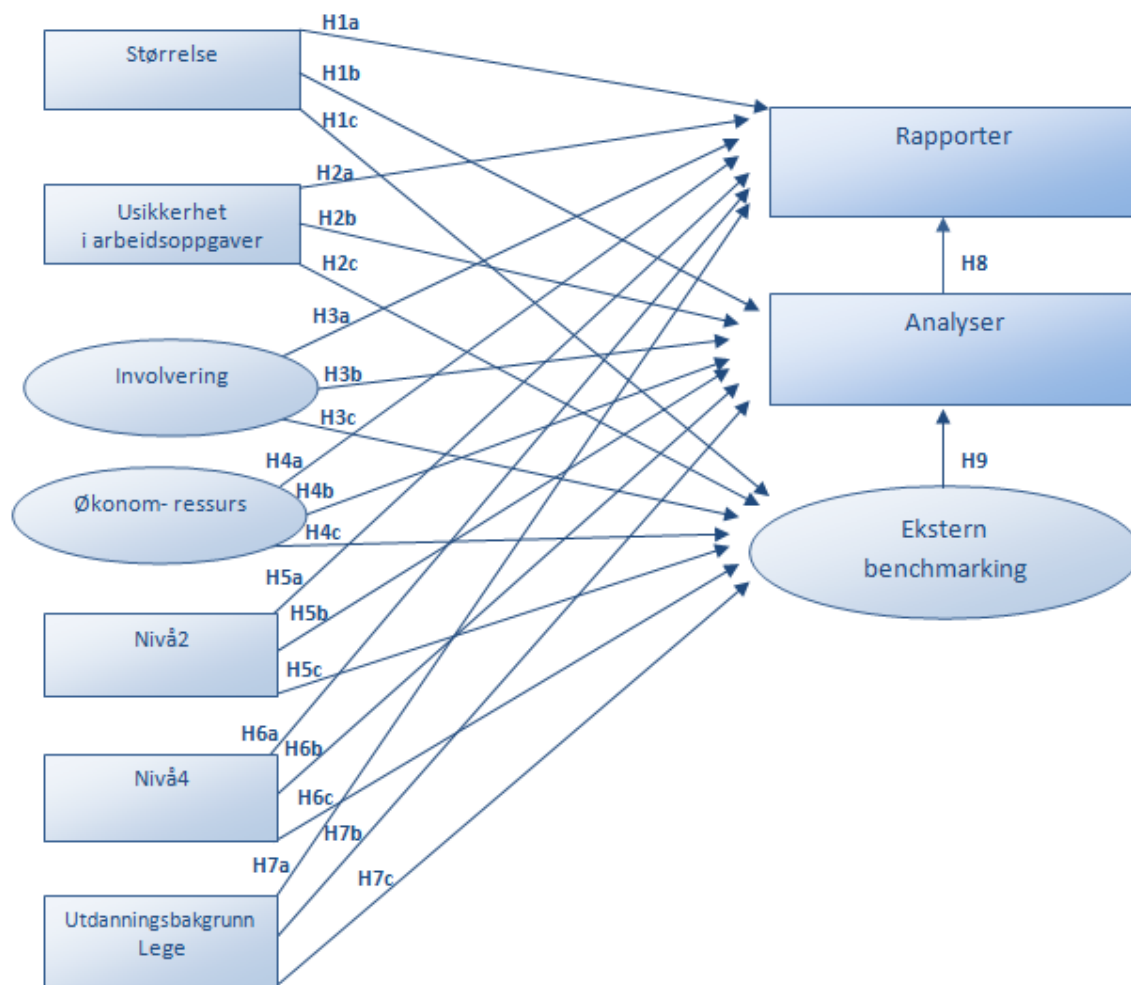 H1a
Størrelse
H1b
H1c
Rapporter
H2a
Usikkerhet
i arbeidsoppgaver
H2b
H2c
H8
H3a
Analyser
Involvering
H3b
H3c
H4a
H9
Økonom- ressurs
H4b
H4c
Ekstern
benchmarking
H5a
H5b
Nivå2
H5c
H6a
H6b
Nivå4
H6c
H7b
H7a
H7c
Utdanningsbakgrunn
Lege